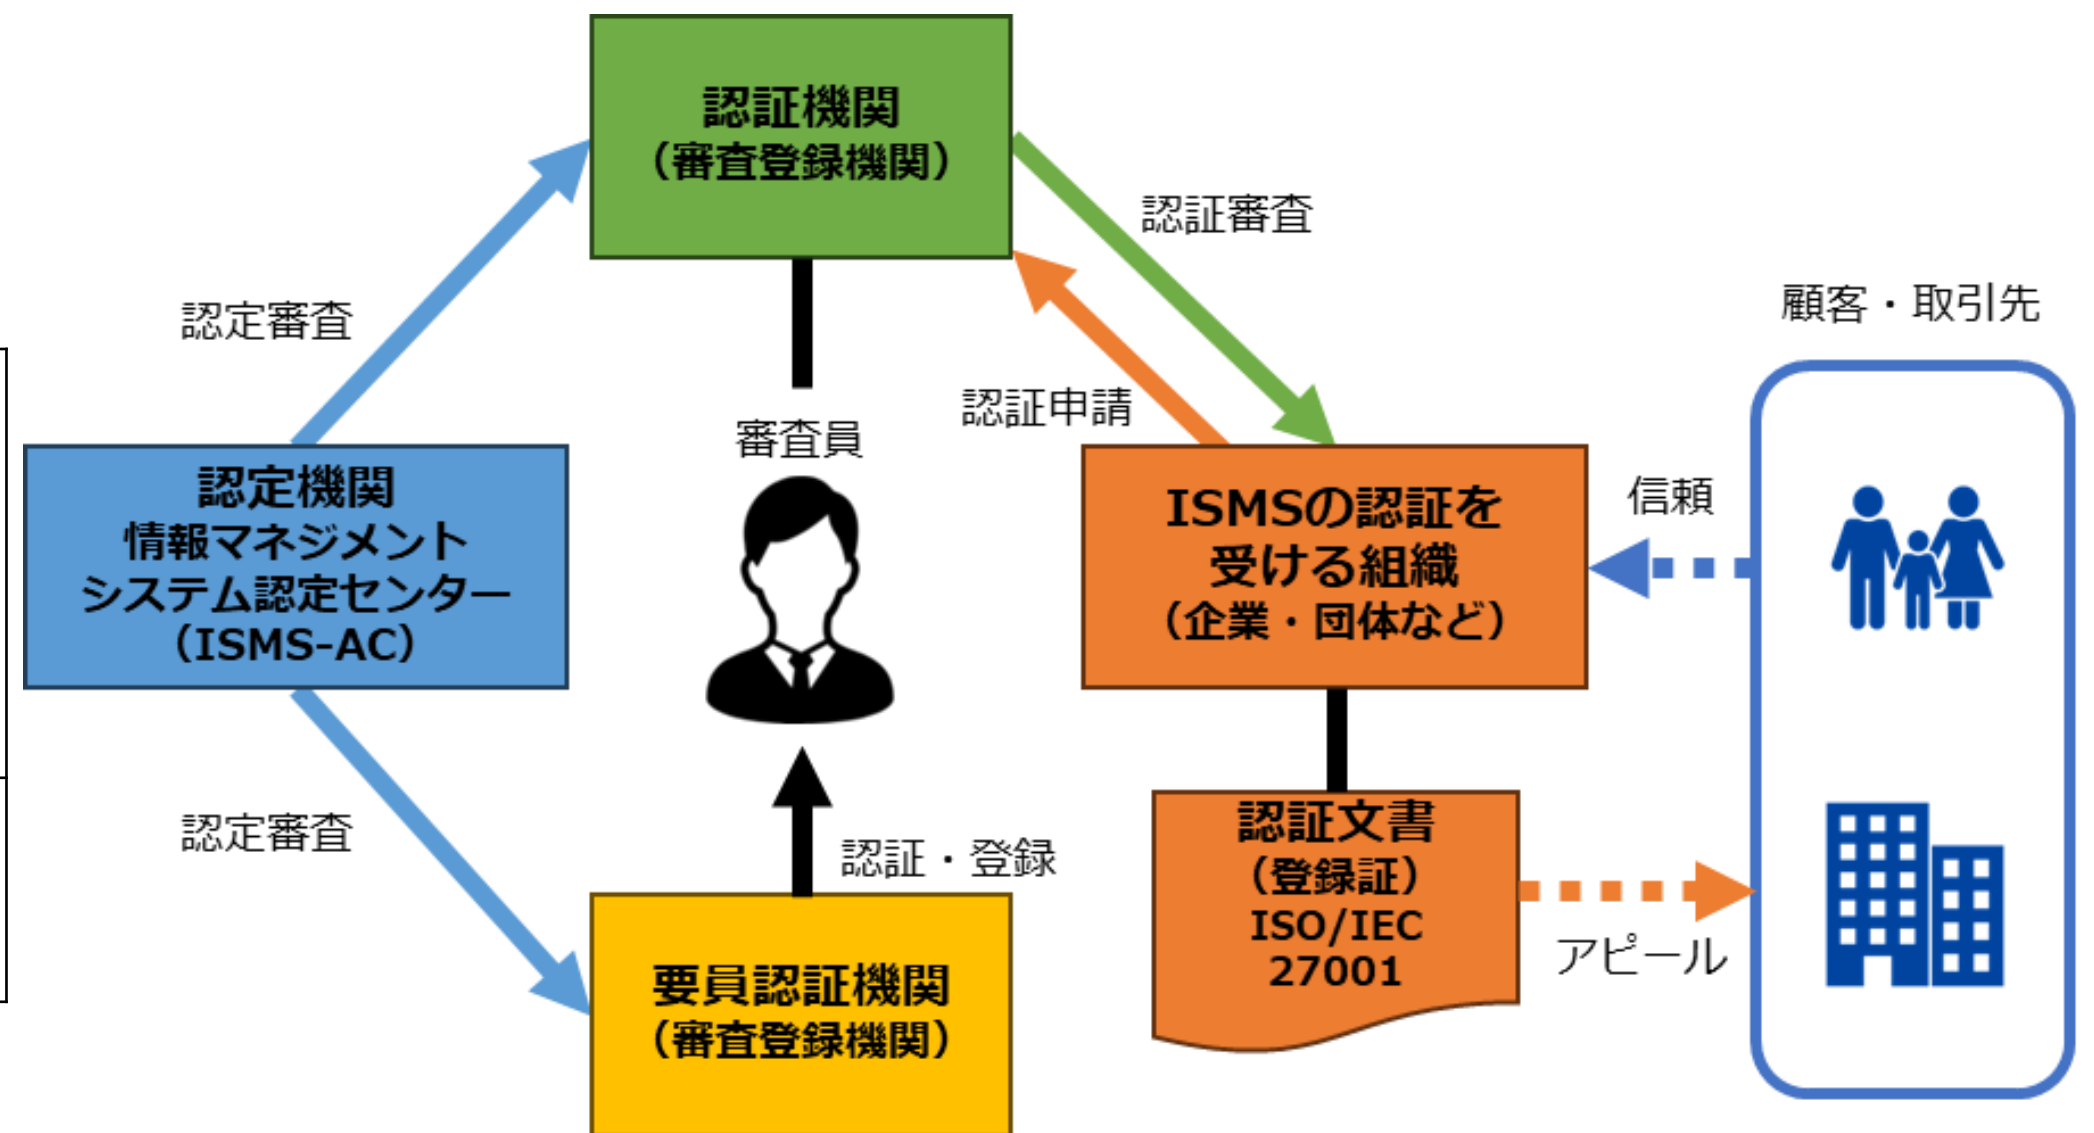 認証機関
（審査登録機関）
認証審査
認定審査
顧客・取引先
認証申請
審査員
認定機関
情報マネジメント
システム認定センター
（ISMS-AC）
ISMSの認証を
受ける組織
（企業・団体など）
信頼
認定審査
認証・登録
認証文書
（登録証）
ISO/IEC
27001
アピール
要員認証機関
（審査登録機関）